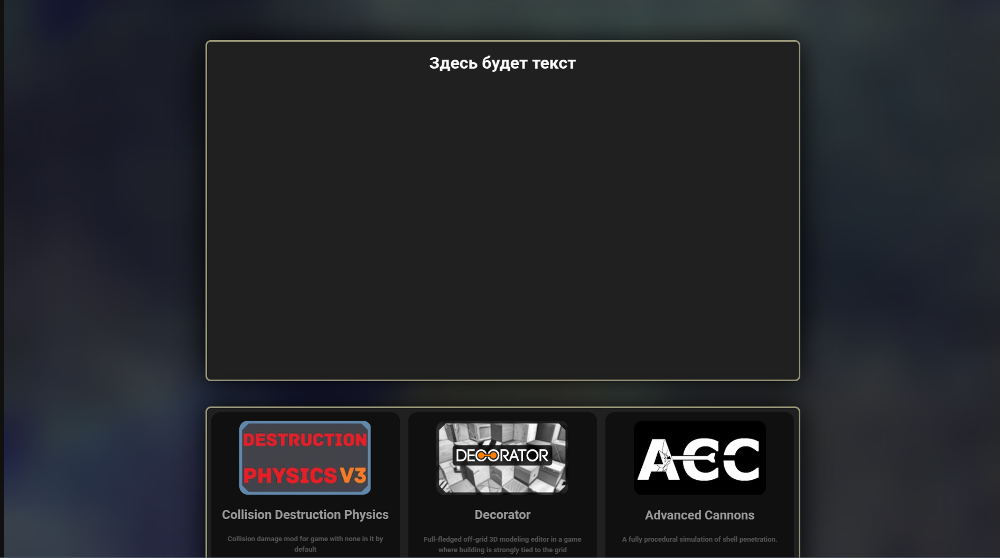 Здесь будет текст
DESTRUCTION
PHYSICS V3
DECORATOR
ACC
Collision Destruction Physics
Decorator
Advanced Cannons
Collision damage mod for game with none in it by
default
Full-fledged off-grid 3D modeling editor in a game
where building is strongly tied to the grid
A fully procedural simulation of shell penetration.